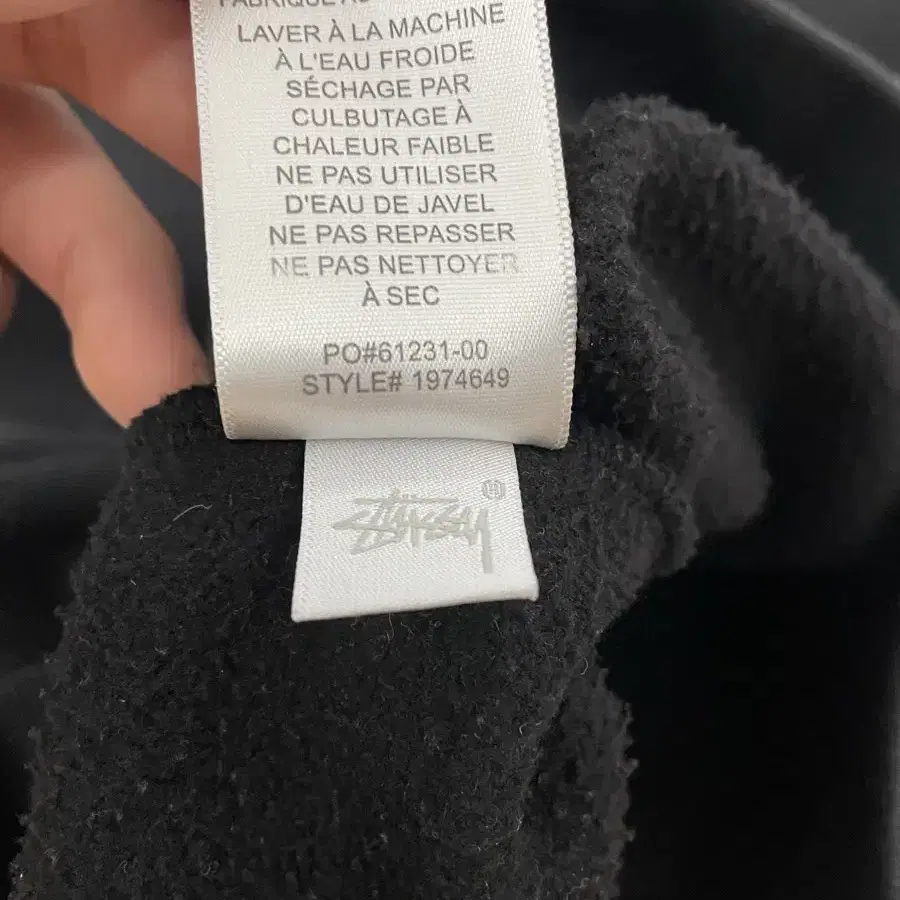 LAVER À LA MACHINE
À L'EAU FROIDE
SÉCHAGE PAR
CULBUTAGE À
CHALEUR FAIBLE
NE PAS UTILISER
D'EAU DE JAVEL
NE PAS REPASSER
NE PAS NETTOYER
À SEC
PO#61231-00
STYLE# 1974649
STÜSSY